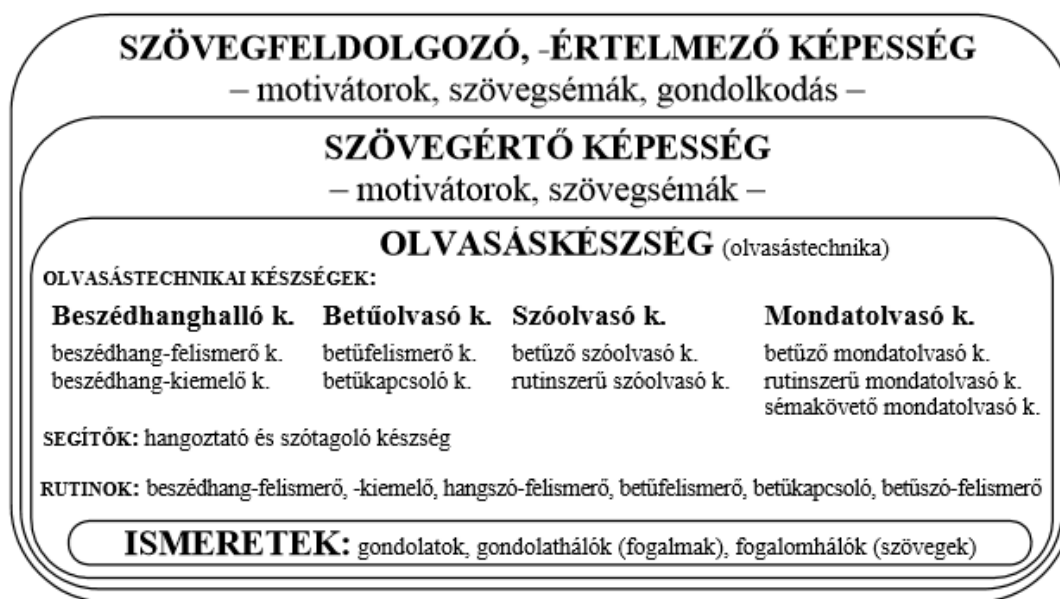 SZÖVEGFELDOLGOZÓ, -ÉRTELMEZŐ KÉPESSÉG
– motivátorok, szövegsémák, gondolkodás –
SZÖVEGÉRTŐ KÉPESSÉG
– motivátorok, szövegsémák –
OLVASÁSKÉSZSÉG (olvasástechnika)
OLVASÁSTECHNIKAI KÉSZSÉGEK:
Beszédhanghalló k. Betűolvasó k. Szóolvasó k. Mondatolvasó k.
beszédhang-felismerő k. betűfelismerő k. betűző szóolvasó k. betűző mondatolvasó k.
beszédhang-kiemelő k. betűkapcsoló k. rutinszerű szóolvasó k. rutinszerű mondatolvasó k.
sémakövető mondatolvasó k.
SEGÍTŐK: hangoztató és szótagoló készség
RUTINOK: beszédhang-felismerő, -kiemelő, hangszó-felismerő, betűfelismerő, betűkapcsoló, betűszó-felismerő
ISMERETEK: gondolatok, gondolathálók (fogalmak), fogalomhálók (szövegek)